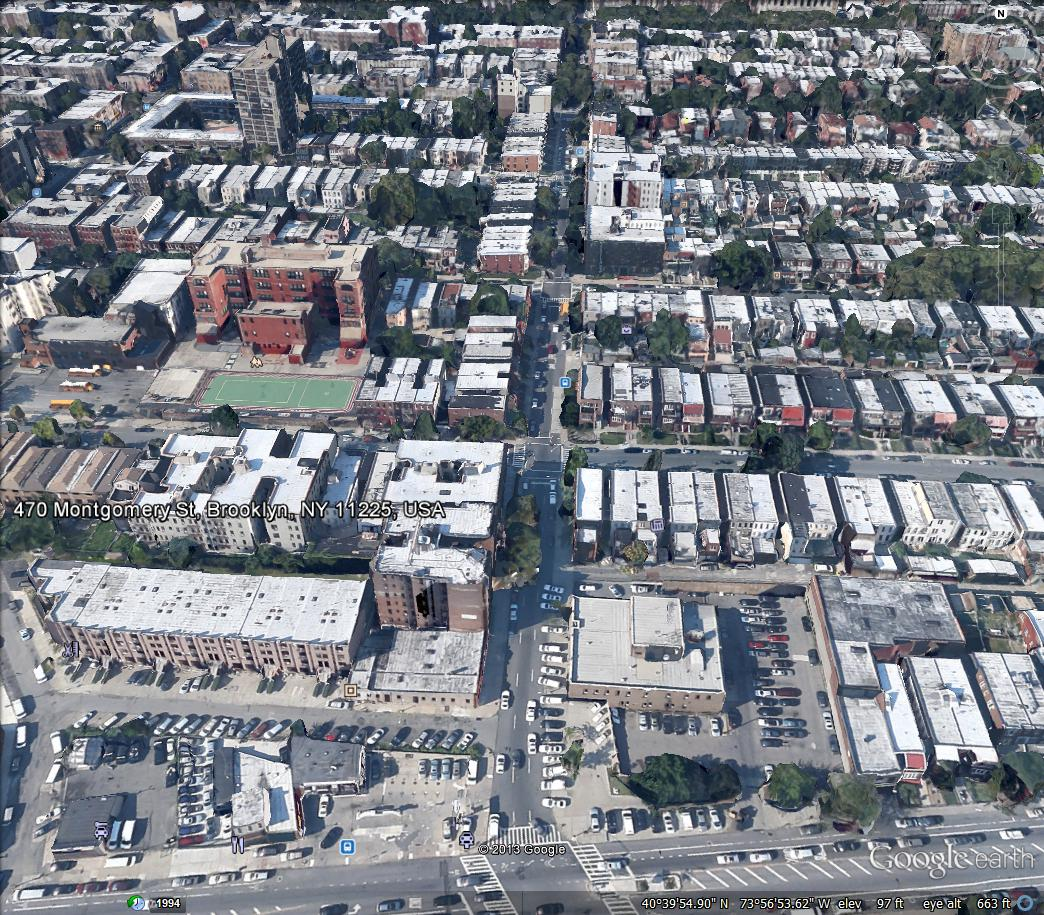 N
470 Montgomery St, Brooklyn, NY 11225, USA
© 2013 Google
Google earth
1994
40°39'54.90" N 73°56'53.62" W elev 97 ft eye alt 663 ft